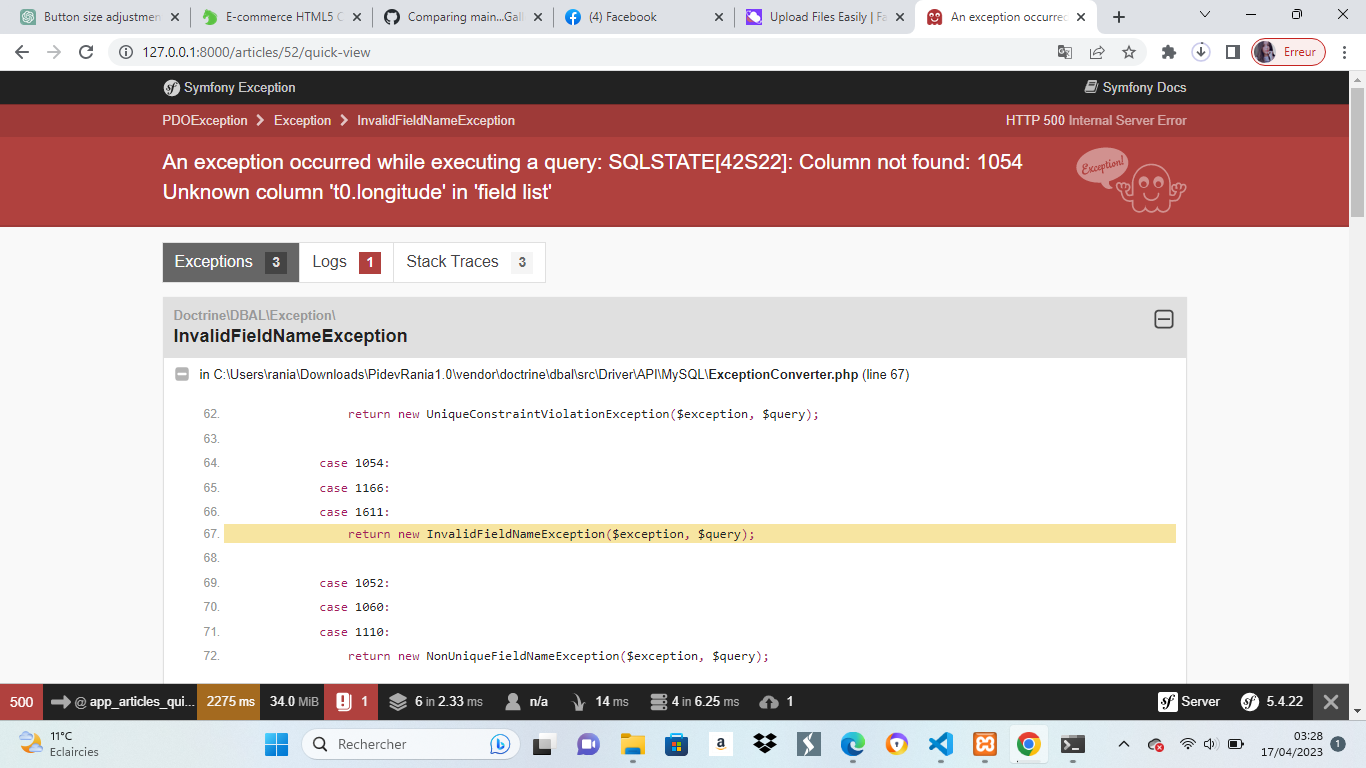 Button size adjustmen
E-commerce HTML5 C
Comparing main...Gall
(4) Facebook
Upload Files Easily | Fa
An exception occurred
127.0.0.1:8000/articles/52/quick-view
Erreur
Symfony Exception
Symfony Docs
PDOException
Exception
InvalidFieldNameException
HTTP 500 Internal Server Error
An exception occurred while executing a query: SQLSTATE[42S22]: Column not found: 1054
Unknown column 't0.longitude' in 'field list'
Exception!
Exceptions 3
Logs 1
Stack Traces 3
Doctrine\DBAL\Exception\
InvalidFieldNameException
in C:\Users\rania\Downloads\PidevRania1.0\vendor\doctrine\dbal\src\Driver\API\MySQL\ExceptionConverter.php (line 67)
62. return new UniqueConstraintViolationException($exception, $query);
63.
64. case 1054:
65. case 1166:
66. case 1611:
67. return new InvalidFieldNameException($exception, $query);
68.
69. case 1052:
70. case 1060:
71. case 1110:
72. return new NonUniqueFieldNameException($exception, $query);
500 @ app_articles_qui... 2275 ms 34.0 MiB 1 6 in 2.33 ms n/a 14 ms 4 in 6.25 ms 1 Server 5.4.22
11°C
Eclaircies
Rechercher
03:28
17/04/2023
1